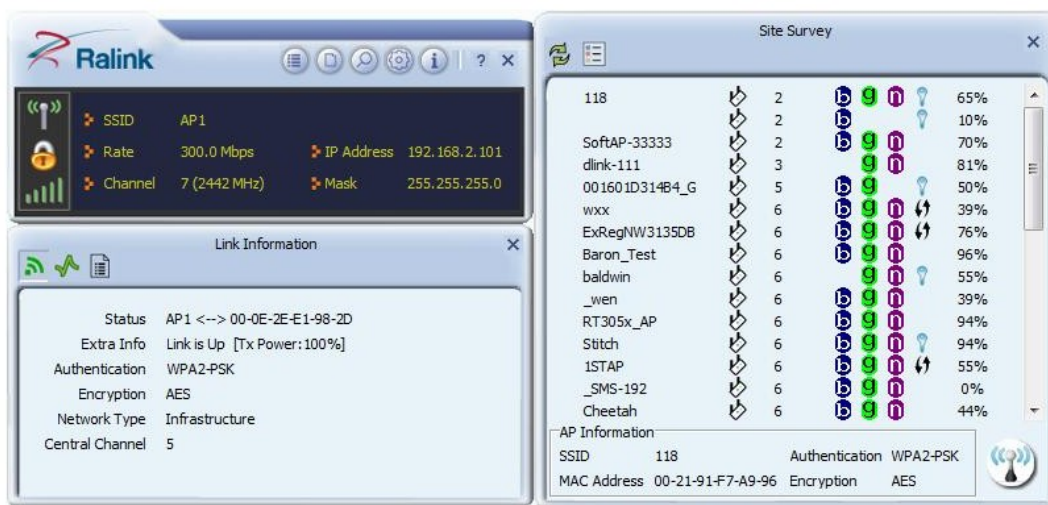 Ralink
? ×
SSID AP1
Rate 300.0 Mbps IP Address 192.168.2.101
Channel 7 (2442 MHz) Mask 255.255.255.0
Link Information ×
Status AP1 <--> 00-0E-2E-E1-98-2D
Extra Info Link is Up [Tx Power:100%]
Authentication WPA2-PSK
Encryption AES
Network Type Infrastructure
Central Channel 5
Site Survey ×
118 2 b g n 65%
2 b 10%
SoftAP-33333 2 b g n 70%
dlink-111 3 g n 81%
001601D314B4_G 5 b g 50%
wxx 6 b g n 39%
ExRegNW3135DB 6 b g n 76%
Baron_Test 6 b g n 96%
baldwin 6 g n 55%
_wen 6 b g n 39%
RT305x_AP 6 b g n 94%
Stitch 6 b g n 94%
1STAP 6 b g n 55%
_SMS-192 6 b g n 0%
Cheetah 6 b g n 44%
AP Information
SSID 118 Authentication WPA2-PSK
MAC Address 00-21-91-F7-A9-96 Encryption AES